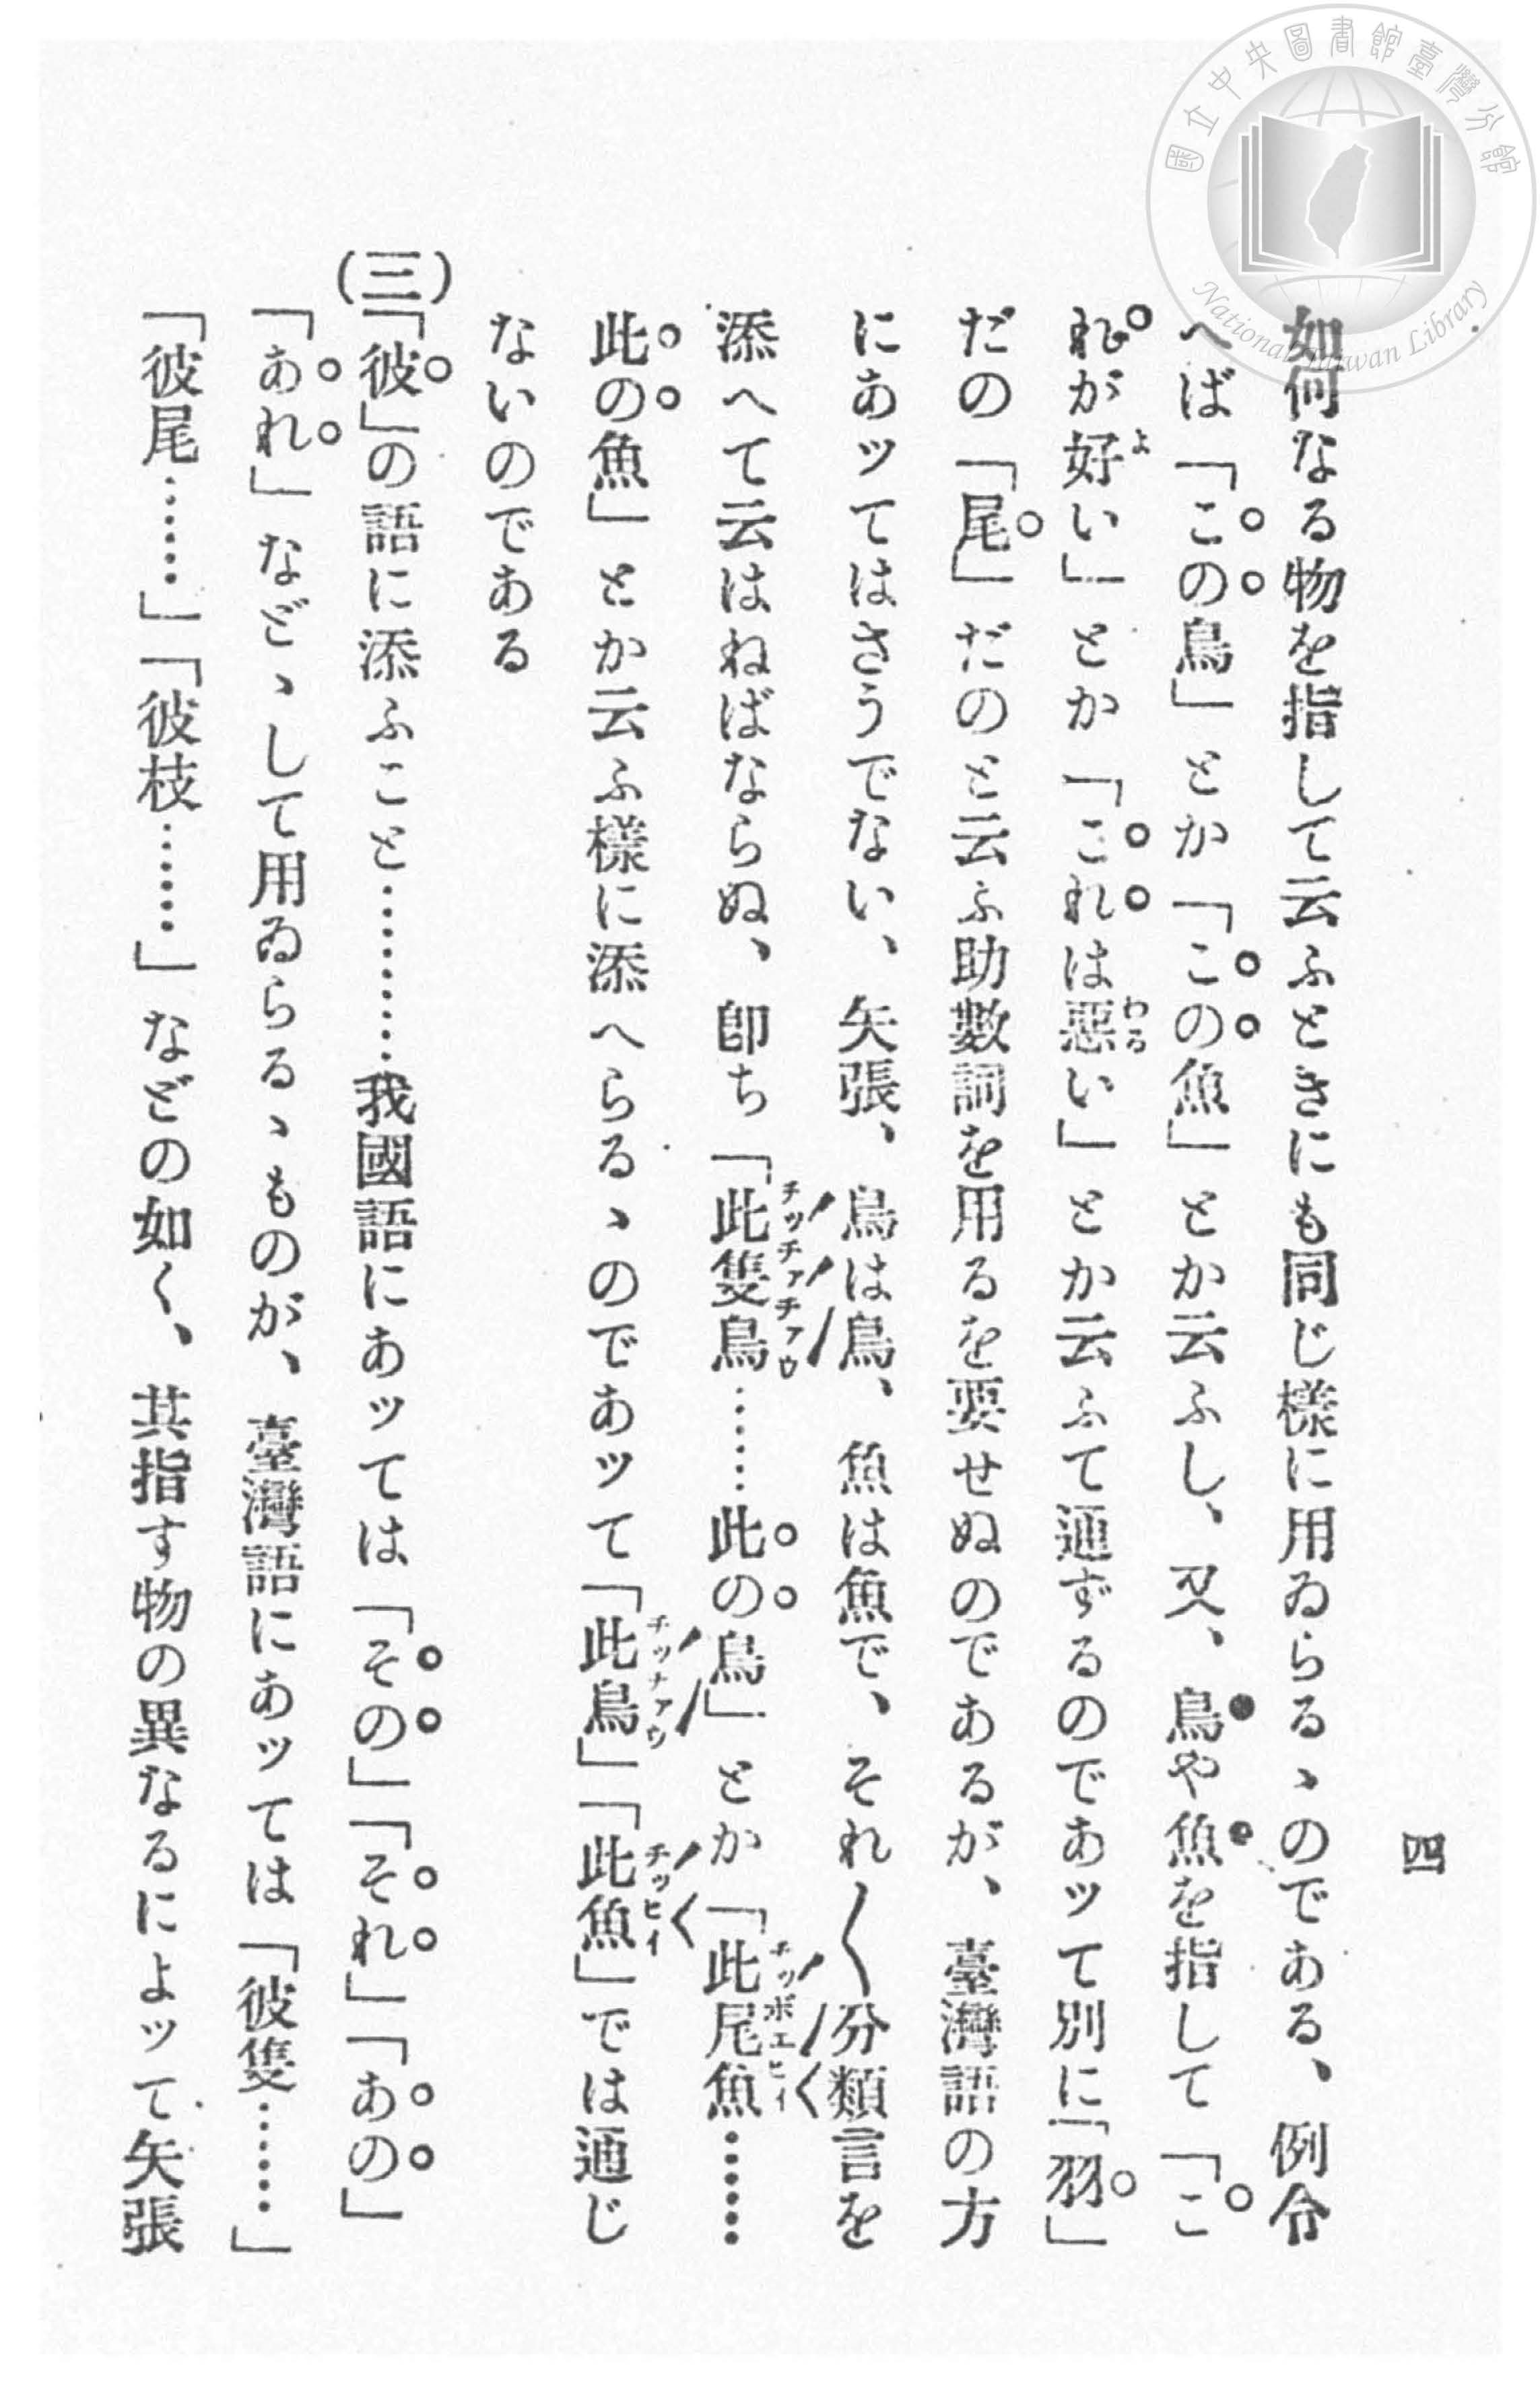 國立中央圖書館臺灣分館
National Taiwan Library
四
如何なる物を指して云ふときにも同じ樣に用ゐらるゝのである、例令
へば「この鳥」とか「この魚」とか云ふし、又、鳥や魚を指して「こ
れが好い」とか「これは惡い」とか云ふて通ずるのであッて別に「羽」
だの「尾」だのと云ふ助數詞を用るを要せぬのであるが、臺灣語の方
にあッてはさうでない、矢張、鳥は鳥、魚は魚で、それ〱分類言を
添へて云はねばならぬ、卽ち「此隻鳥……此の鳥」とか「此尾魚……
此の魚」とか云ふ樣に添へらるゝのであッて「此鳥」「此魚」では通じ
ないのである
(三)「彼」の語に添ふこと…………我國語にあッては「その」「それ」「あの」
「あれ」などゝして用ゐらるゝものが、臺灣語にあッては「彼隻……」
「彼尾……」「彼枝……」などの如く、其指す物の異なるによッて矢張